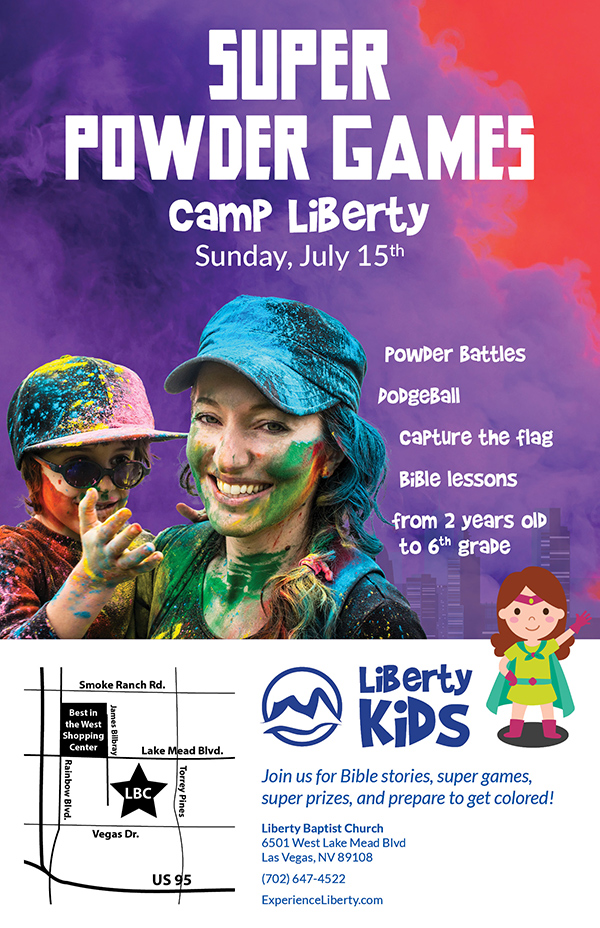 SUPER
POWDER GAMES
Camp Liberty
Sunday, July 15th
Powder Battles
Dodgeball
Capture the flag
Bible lessons
from 2 years old
to 6th grade
Smoke Ranch Rd.
Best in
the West
Shopping
Center
James Bilbray
Lake Mead Blvd.
Rainbow Blvd.
LBC
Torrey Pines
Vegas Dr.
US 95
Liberty
KiDS
Join us for Bible stories, super games,
super prizes, and prepare to get colored!
Liberty Baptist Church
6501 West Lake Mead Blvd
Las Vegas, NV 89108
(702) 647-4522
ExperienceLiberty.com